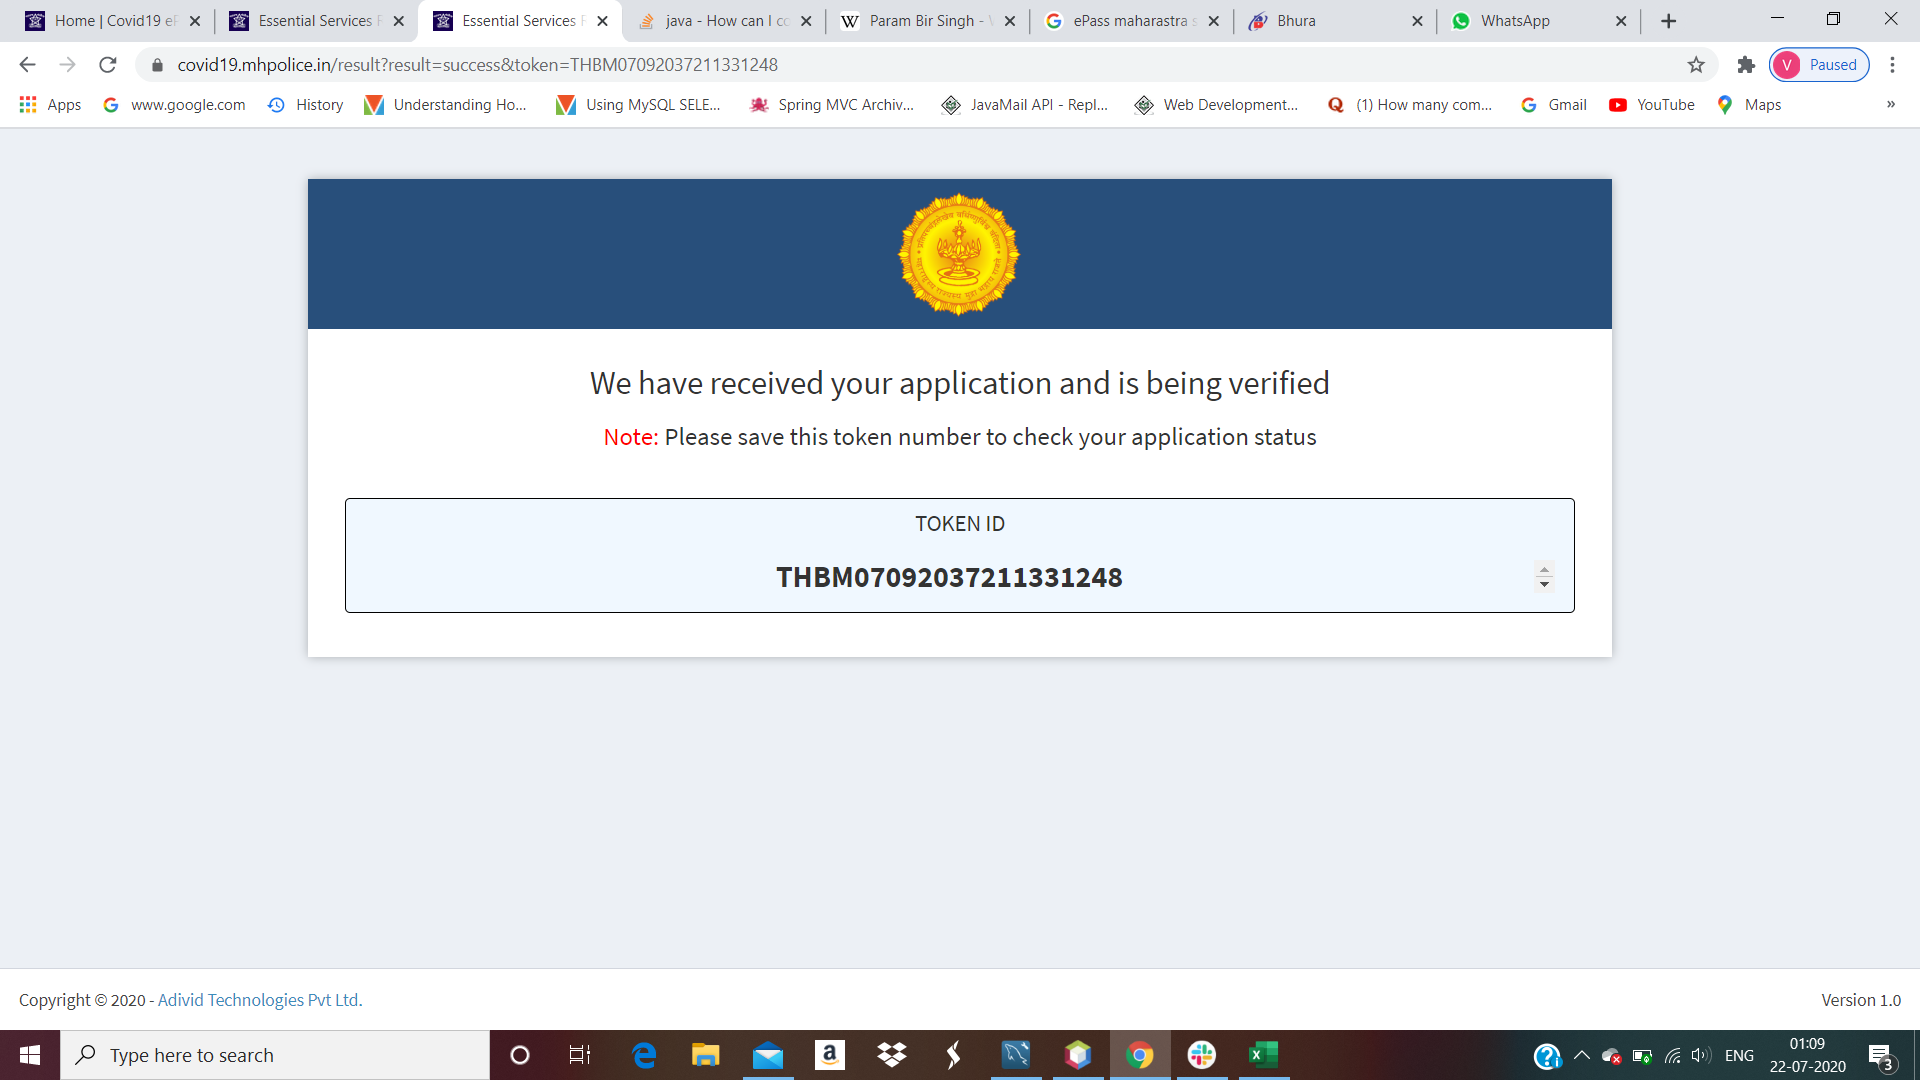 Home | Covid19 eP
Essential Services F
Essential Services F
java - How can I co
Param Bir Singh - W
ePass maharastra s
Bhura
WhatsApp
covid19.mhpolice.in/result?result=success&token=THBM07092037211331248
V
Paused
Apps
www.google.com
History
Understanding Ho...
Using MySQL SELE...
Spring MVC Archiv...
JavaMail API - Repl...
Web Development...
(1) How many com...
Gmail
YouTube
Maps
»
We have received your application and is being verified
Note: Please save this token number to check your application status
TOKEN ID
THBM07092037211331248
Copyright © 2020 - Adivid Technologies Pvt Ltd.
Version 1.0
Type here to search
ENG
01:09
22-07-2020
3